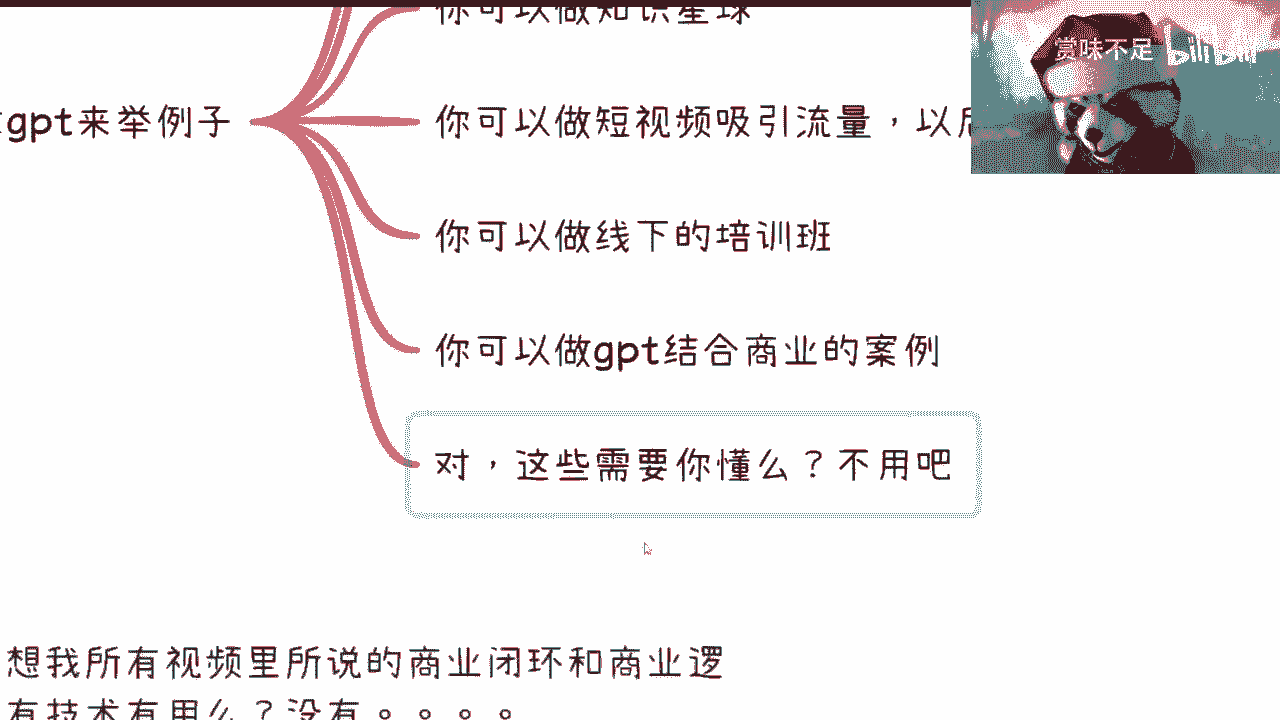 你可以做知识星球
赏味不足 bilibili
gpt来举例子
你可以做短视频吸引流量，以后
你可以做线下的培训班
你可以做gpt结合商业的案例
对，这些需要你懂么？不用吧
想我所有视频里所说的商业闭环和商业逻
有技术有用么？没有。。。。